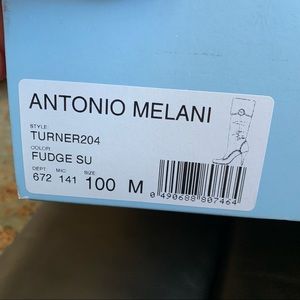 ANTONIO MELANI
STYLE
TURNER204
COLOR
FUDGE SU
DEPT MIC SIZE
672 141 100 M
0 490688 807464